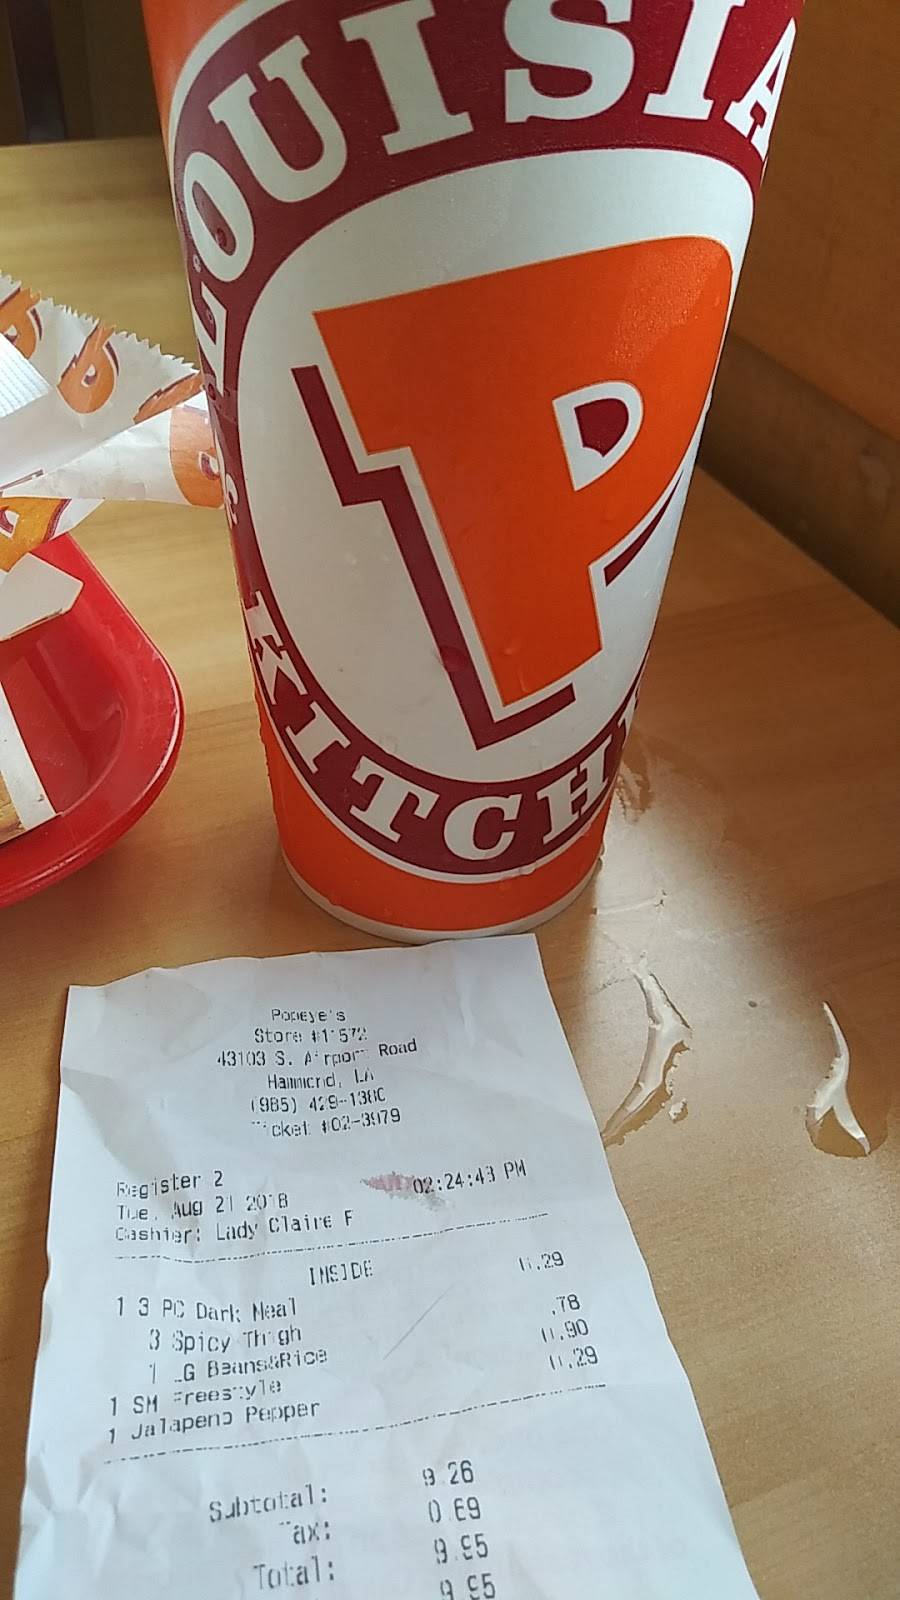 LOUISIA
P
KITCH
Popeye's
Store #11572
43103 S. Airport Road
Hammond, LA
(985) 429-1380
Ticket #02-3979
Register 2
Tue, Aug 21 2018 02:24:43 PM
Cashier: Lady Claire F
INSIDE
1 3 PC Dark Meal
3 Spicy Thigh .78
1 LG Beans&Rice
1 SM Freestyle
1 Jalapeno Pepper
Subtotal: 9.26
Tax: 0.69
Total: 9.95
9.95